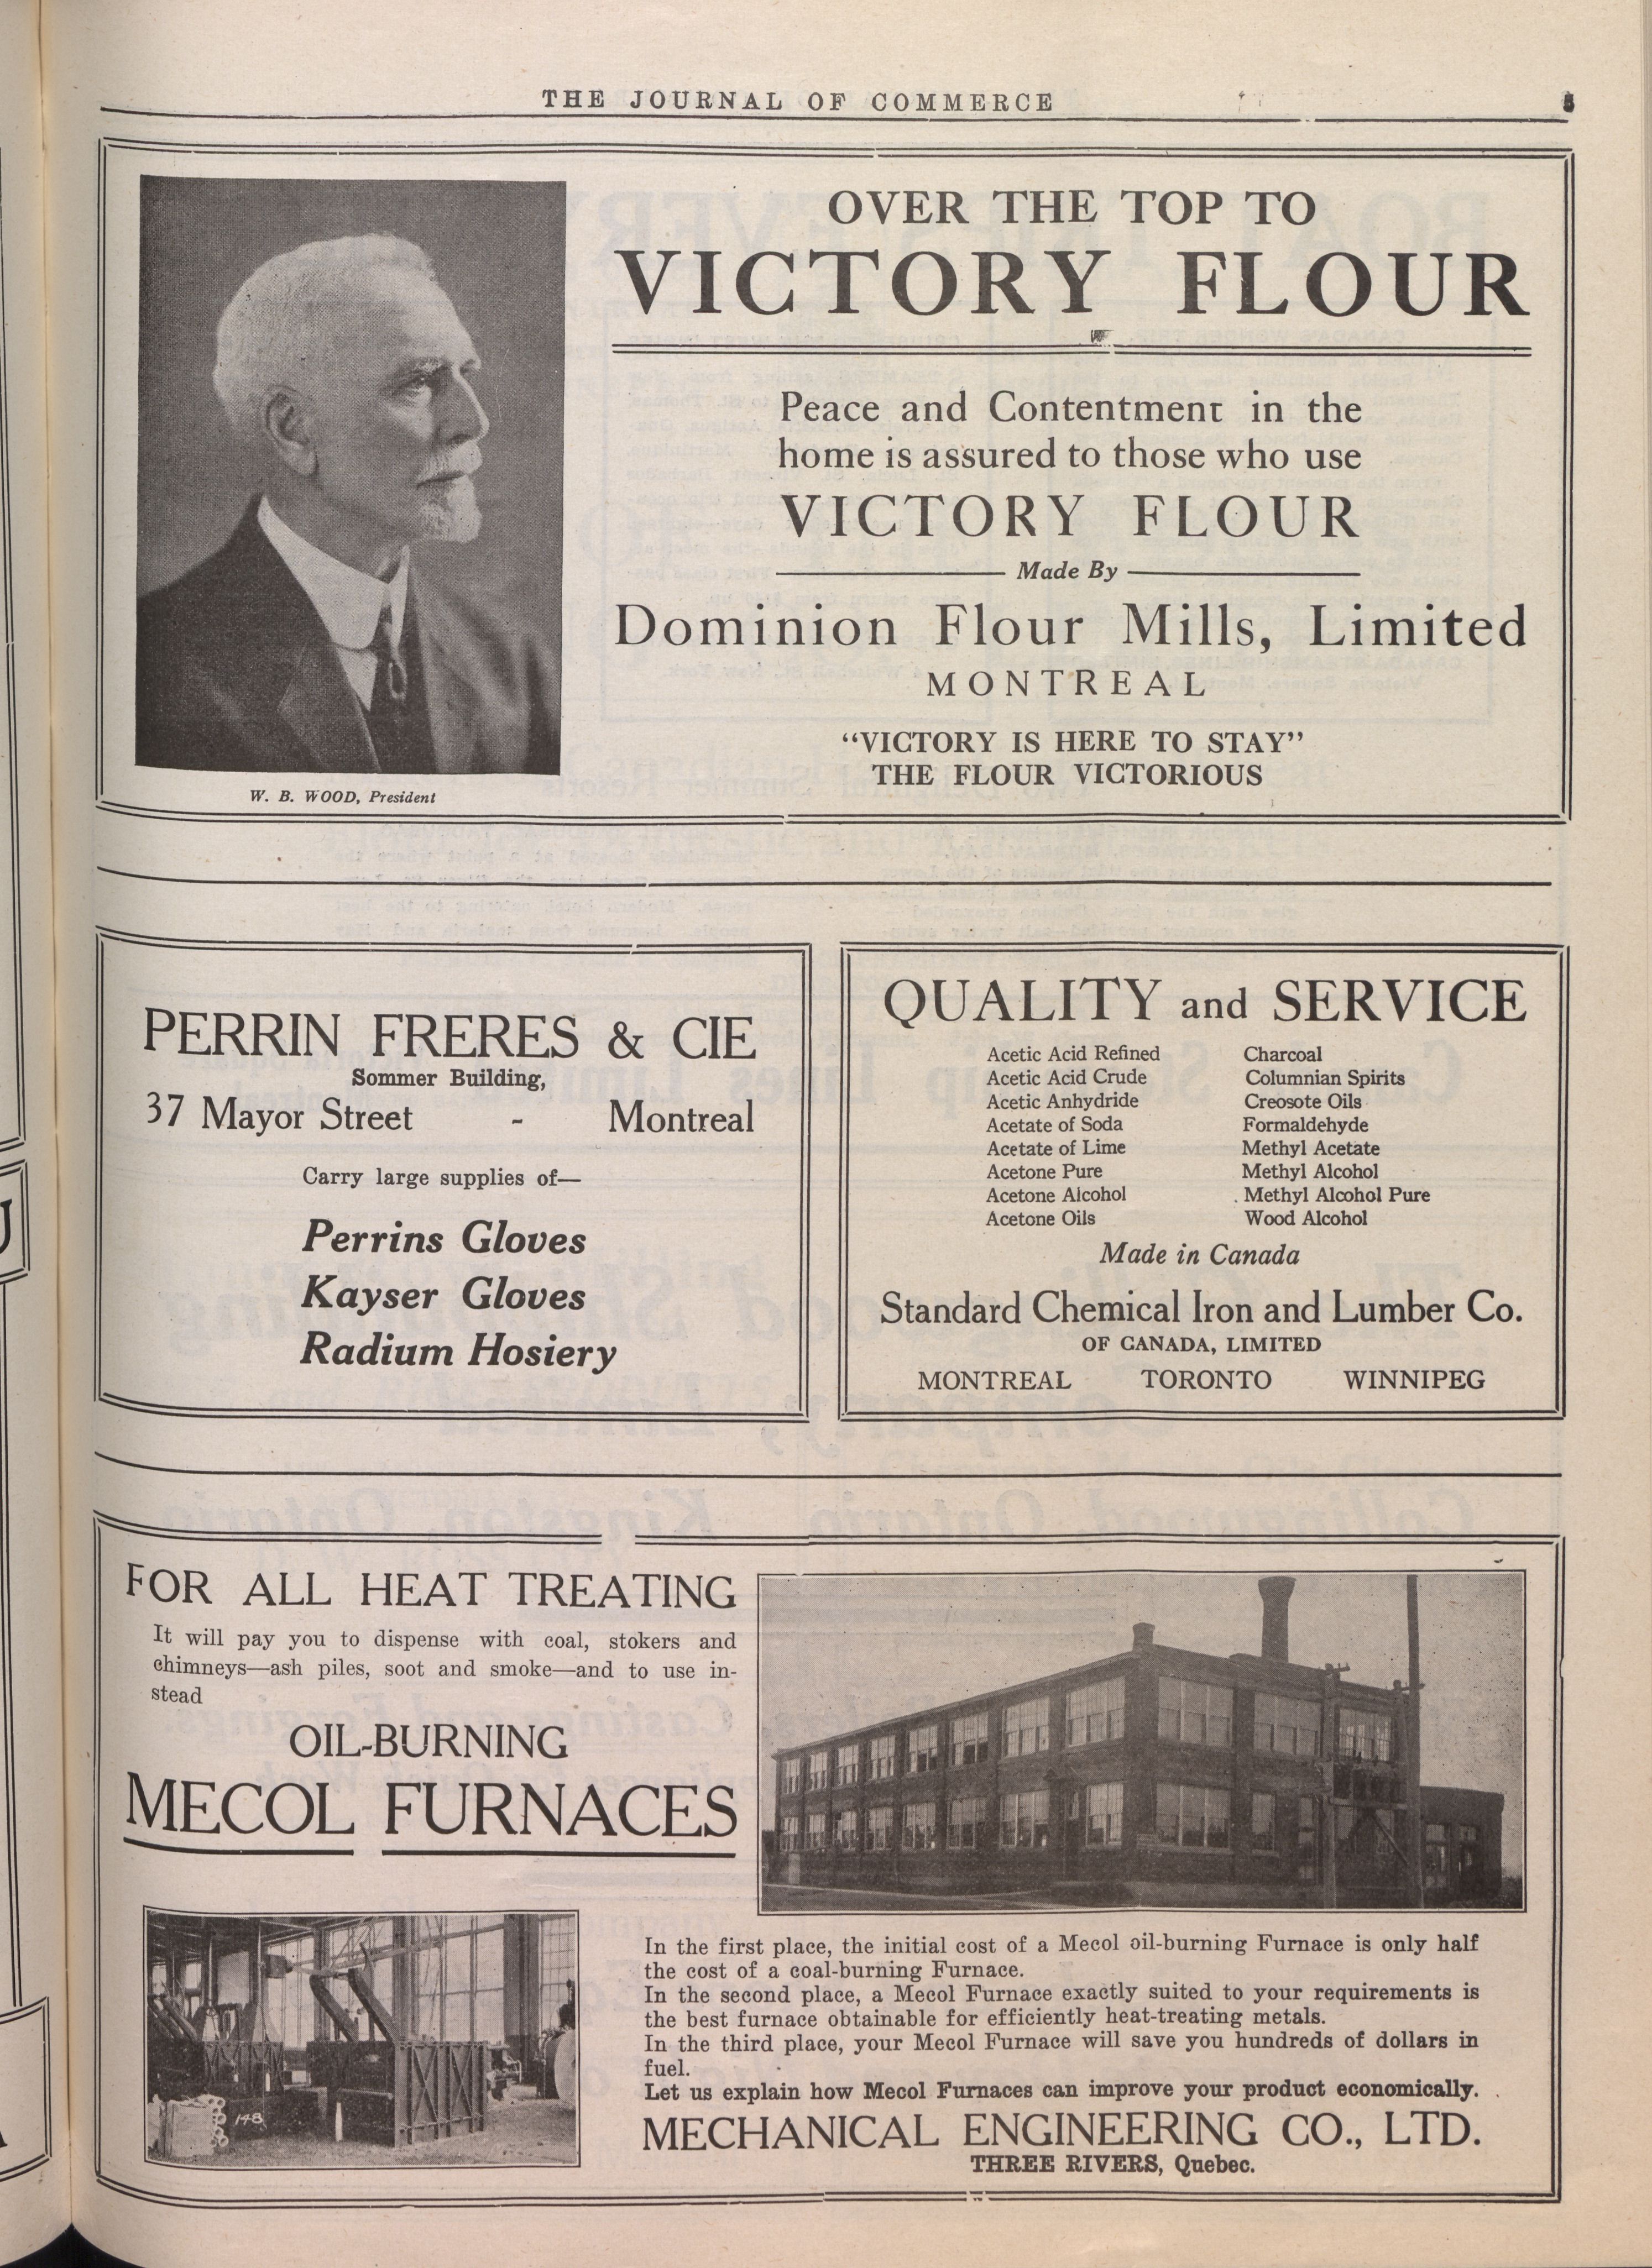 THE JOURNAL OF COMMERCE
OVER THE TOP TO
VICTORY FLOUR
Peace and Contentment in the
home is assured to those who use
VICTORY FLOUR
Made By
Dominion Flour Mills, Limited
MONTREAL
“VICTORY IS HERE TO STAY”
THE FLOUR VICTORIOUS
W. B. WOOD, President
PERRIN FRERES & CIE
Sommer Building,
37 Mayor Street - Montreal
Carry large supplies of—
Perrins Gloves
Kayser Gloves
Radium Hosiery
QUALITY and SERVICE
Acetic Acid Refined
Acetic Acid Crude
Acetic Anhydride
Acetate of Soda
Acetate of Lime
Acetone Pure
Acetone Alcohol
Acetone Oils
Charcoal
Columnian Spirits
Creosote Oils
Formaldehyde
Methyl Acetate
Methyl Alcohol
Methyl Alcohol Pure
Wood Alcohol
Made in Canada
Standard Chemical Iron and Lumber Co.
OF CANADA, LIMITED
MONTREAL TORONTO WINNIPEG
FOR ALL HEAT TREATING
It will pay you to dispense with coal, stokers and
chimneys—ash piles, soot and smoke—and to use in-
stead
OIL-BURNING
MECOL FURNACES
148
In the first place, the initial cost of a Mecol oil-burning Furnace is only half
the cost of a coal-burning Furnace.
In the second place, a Mecol Furnace exactly suited to your requirements is
the best furnace obtainable for efficiently heat-treating metals.
In the third place, your Mecol Furnace will save you hundreds of dollars in
fuel.
Let us explain how Mecol Furnaces can improve your product economically.
MECHANICAL ENGINEERING CO., LTD.
THREE RIVERS, Quebec.